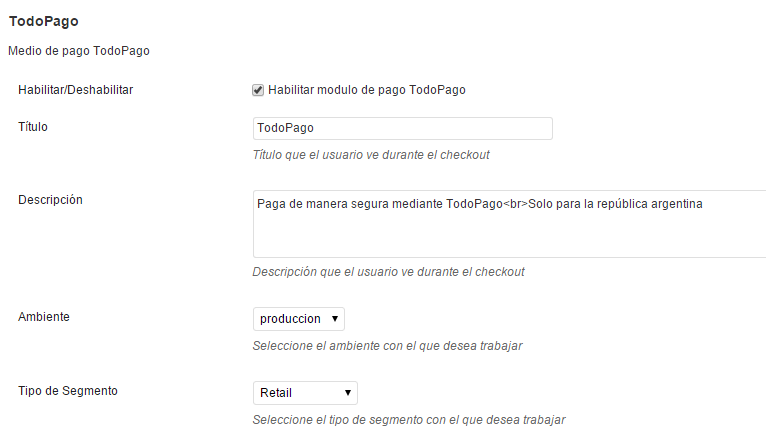 TodoPago
Medio de pago TodoPago
Habilitar/Deshabilitar
Habilitar modulo de pago TodoPago
Título
TodoPago
Título que el usuario ve durante el checkout
Descripción
Paga de manera segura mediante TodoPago<br>Solo para la república argentina
Descripción que el usuario ve durante el checkout
Ambiente
produccion
Seleccione el ambiente con el que desea trabajar
Tipo de Segmento
Retail
Seleccione el tipo de segmento con el que desea trabajar